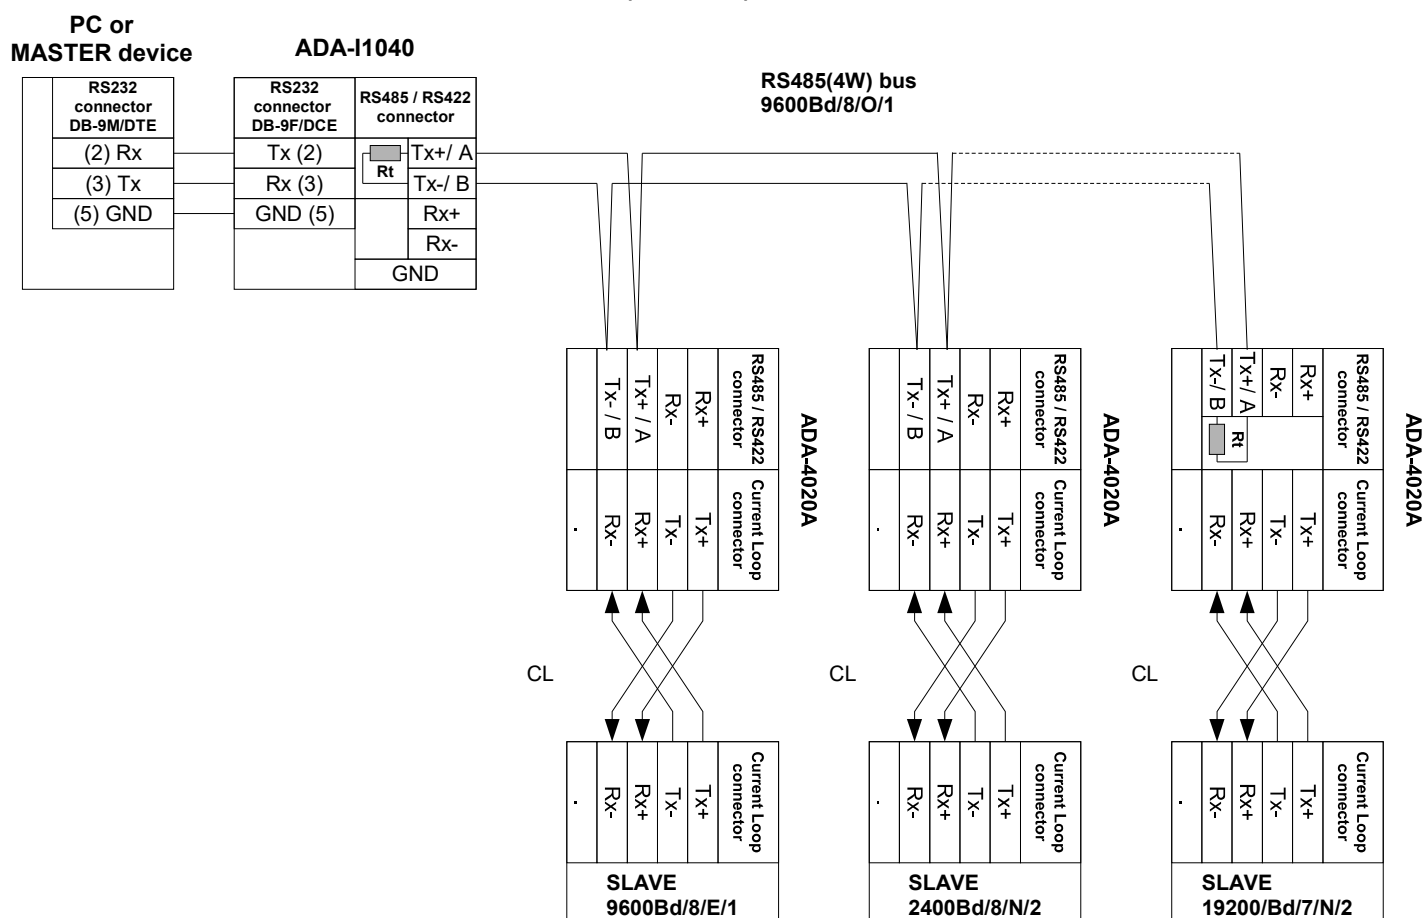 PC or
MASTER device
ADA-I1040
RS232
connector
DB-9M/DTE
(2) Rx
(3) Tx
(5) GND
RS232
connector
DB-9F/DCE
Tx (2)
Rx (3)
GND (5)
RS485 / RS422
connector
Rt
Tx+/ A
Tx-/ B
Rx+
Rx-
GND
RS485(4W) bus
9600Bd/8/O/1
RS485 / RS422
connector
Rx+
Rx-
Tx+ / A
Tx- / B
Current Loop
connector
Tx+
Tx-
Rx+
Rx-
.
ADA-4020A
CL
Current Loop
connector
Tx+
Tx-
Rx+
Rx-
.
SLAVE
9600Bd/8/E/1
RS485 / RS422
connector
Rx+
Rx-
Tx+ / A
Tx- / B
Current Loop
connector
Tx+
Tx-
Rx+
Rx-
.
ADA-4020A
CL
Current Loop
connector
Tx+
Tx-
Rx+
Rx-
.
SLAVE
2400Bd/8/N/2
RS485 / RS422
connector
Rx+
Rx-
Tx+/ A
Tx-/ B
Rt
Current Loop
connector
Tx+
Tx-
Rx+
Rx-
.
ADA-4020A
CL
Current Loop
connector
Tx+
Tx-
Rx+
Rx-
.
SLAVE
19200/Bd/7/N/2